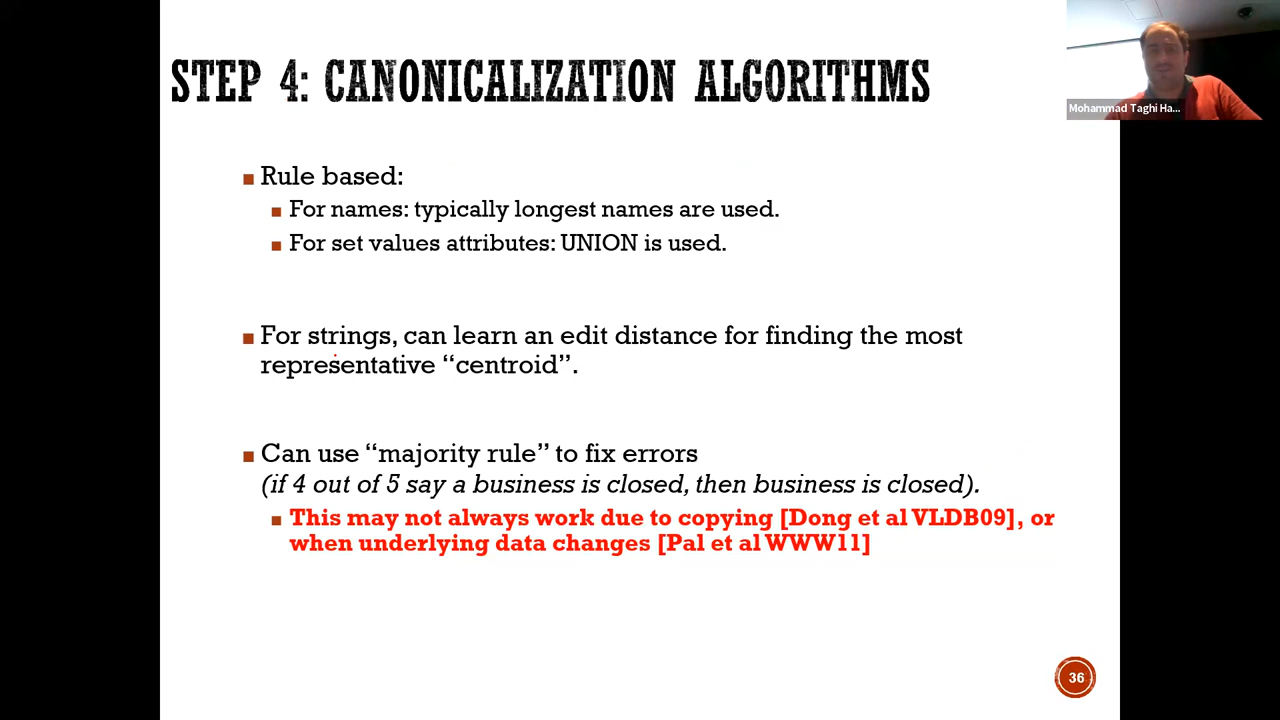 STEP 4: CANONICALIZATION ALGORITHMS
Mohammad Taghi Ha...
Rule based:
For names: typically longest names are used.
For set values attributes: UNION is used.
For strings, can learn an edit distance for finding the most
representative “centroid”.
Can use “majority rule” to fix errors
(if 4 out of 5 say a business is closed, then business is closed).
This may not always work due to copying [Dong et al VLDB09], or
when underlying data changes [Pal et al WWW11]
36